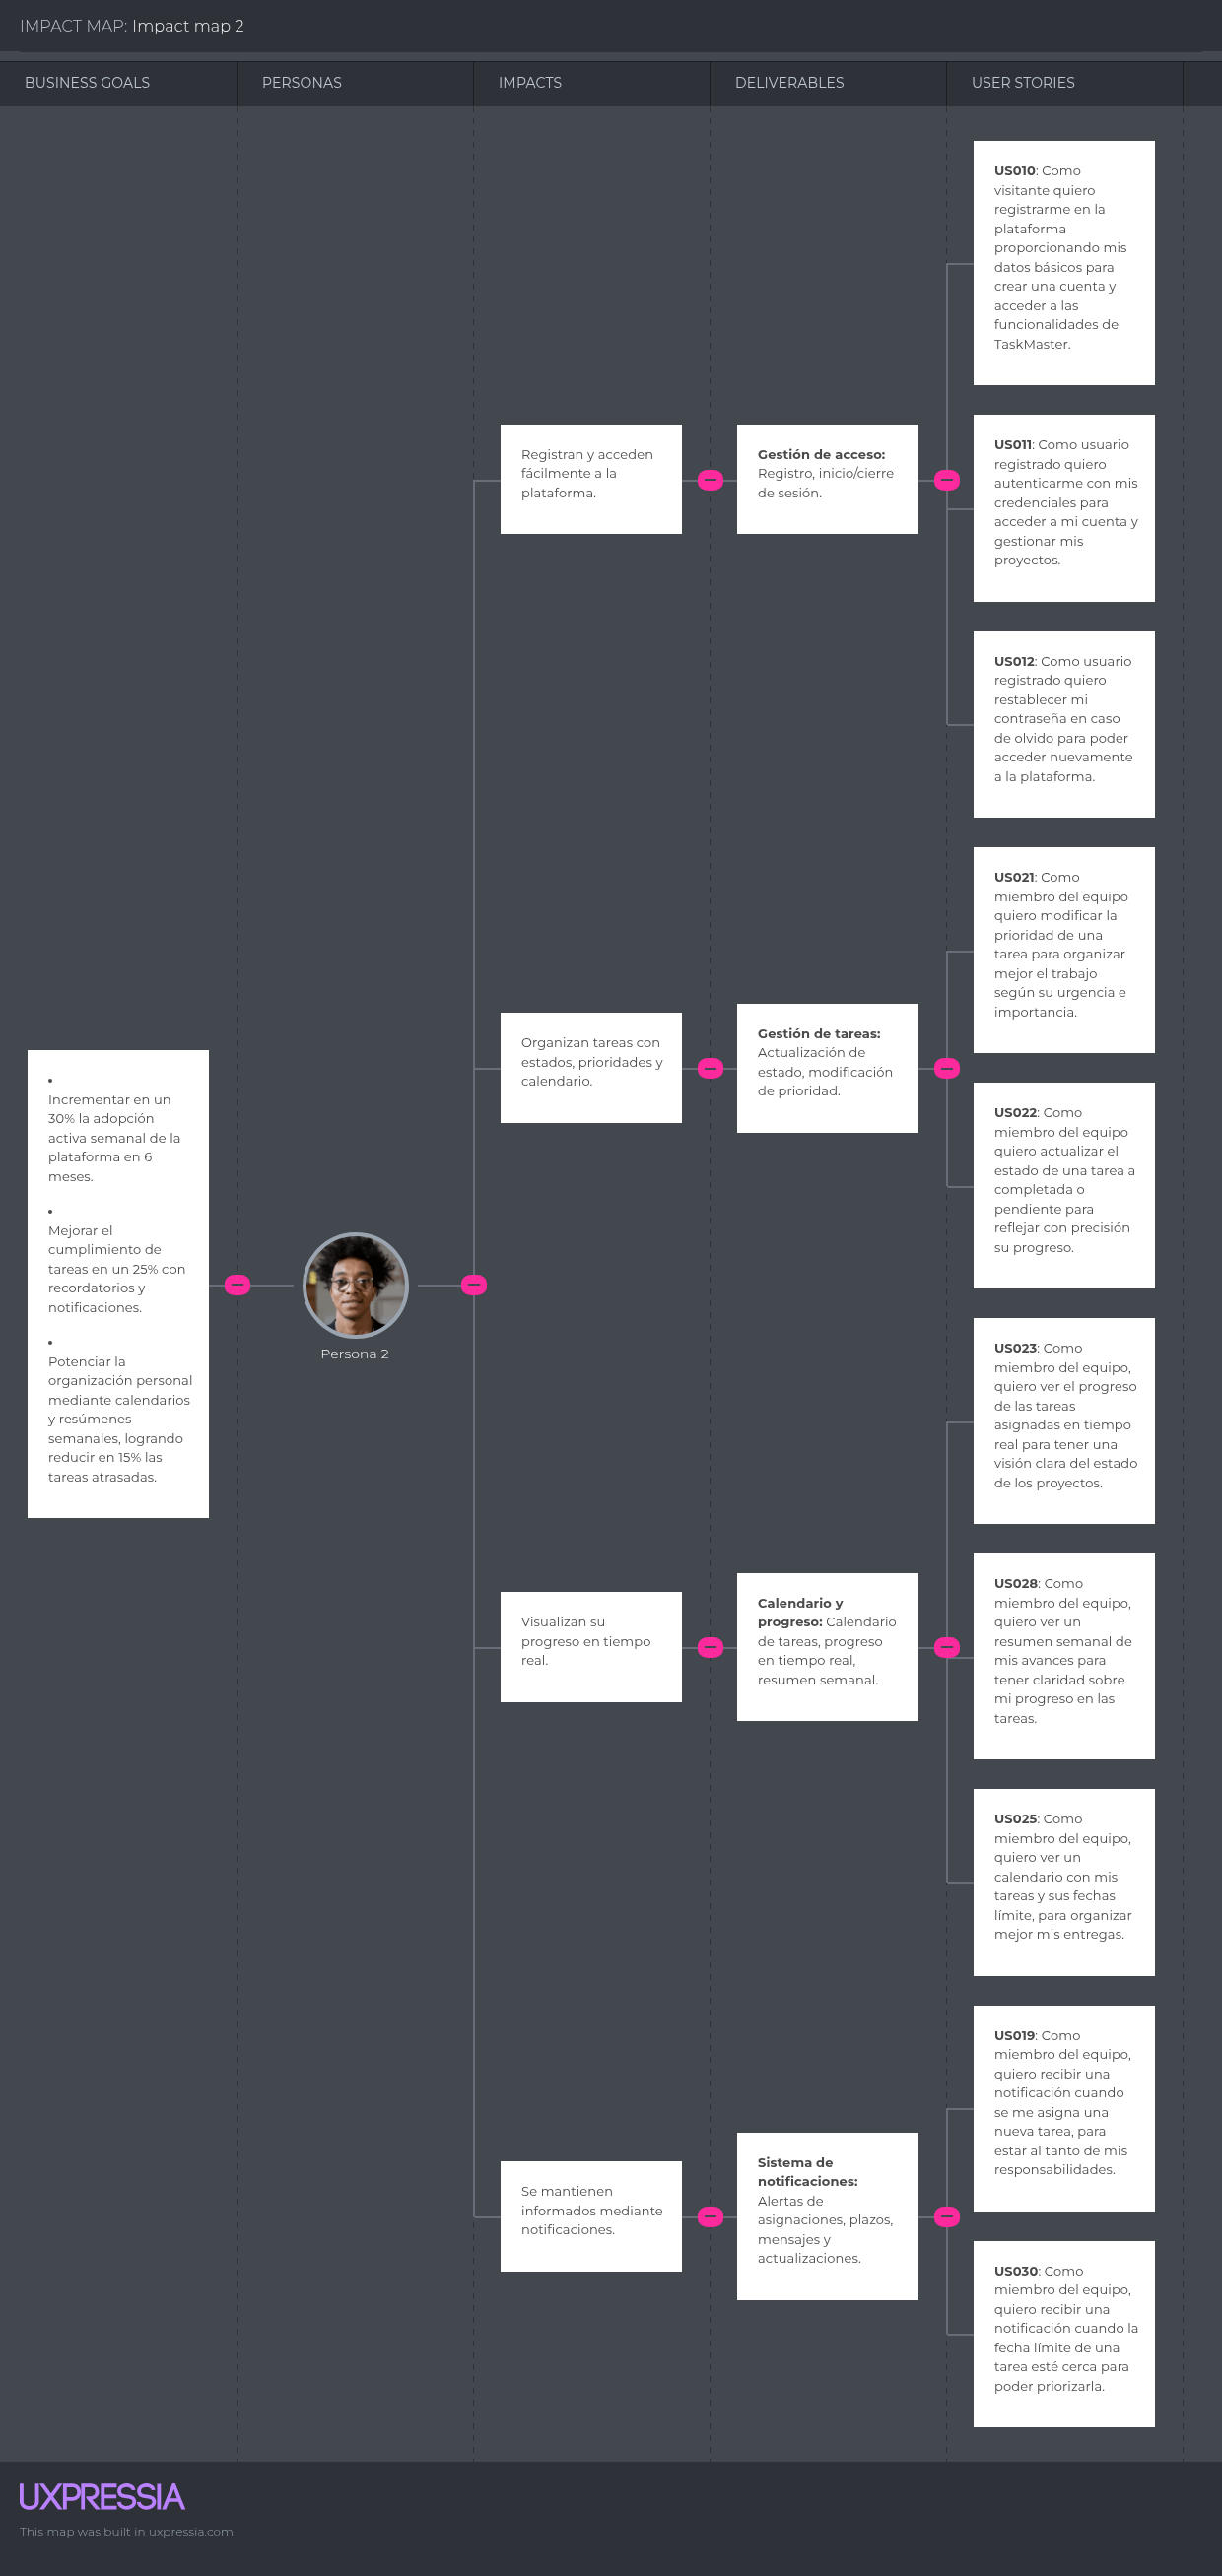 IMPACT MAP: Impact map 2
BUSINESS GOALS
PERSONAS
IMPACTS
DELIVERABLES
USER STORIES
•
Incrementar en un
30% la adopción
activa semanal de la
plataforma en 6
meses.
•
Mejorar el
cumplimiento de
tareas en un 25% con
recordatorios y
notificaciones.
•
Potenciar la
organización personal
mediante calendarios
y resúmenes
semanales, logrando
reducir en 15% las
tareas atrasadas.
Persona 2
Registran y acceden
fácilmente a la
plataforma.
Gestión de acceso:
Registro, inicio/cierre
de sesión.
US010: Como
visitante quiero
registrarme en la
plataforma
proporcionando mis
datos básicos para
crear una cuenta y
acceder a las
funcionalidades de
TaskMaster.
US011: Como usuario
registrado quiero
autenticarme con mis
credenciales para
acceder a mi cuenta y
gestionar mis
proyectos.
US012: Como usuario
registrado quiero
restablecer mi
contraseña en caso
de olvido para poder
acceder nuevamente
a la plataforma.
Organizan tareas con
estados, prioridades y
calendario.
Gestión de tareas:
Actualización de
estado, modificación
de prioridad.
US021: Como
miembro del equipo
quiero modificar la
prioridad de una
tarea para organizar
mejor el trabajo
según su urgencia e
importancia.
US022: Como
miembro del equipo
quiero actualizar el
estado de una tarea a
completada o
pendiente para
reflejar con precisión
su progreso.
Visualizan su
progreso en tiempo
real.
Calendario y
progreso: Calendario
de tareas, progreso
en tiempo real,
resumen semanal.
US023: Como
miembro del equipo,
quiero ver el progreso
de las tareas
asignadas en tiempo
real para tener una
visión clara del estado
de los proyectos.
US028: Como
miembro del equipo,
quiero ver un
resumen semanal de
mis avances para
tener claridad sobre
mi progreso en las
tareas.
US025: Como
miembro del equipo,
quiero ver un
calendario con mis
tareas y sus fechas
límite, para organizar
mejor mis entregas.
Se mantienen
informados mediante
notificaciones.
Sistema de
notificaciones:
Alertas de
asignaciones, plazos,
mensajes y
actualizaciones.
US019: Como
miembro del equipo,
quiero recibir una
notificación cuando
se me asigna una
nueva tarea, para
estar al tanto de mis
responsabilidades.
US030: Como
miembro del equipo,
quiero recibir una
notificación cuando la
fecha límite de una
tarea esté cerca para
poder priorizarla.
UXPRESSIA
This map was built in uxpressia.com